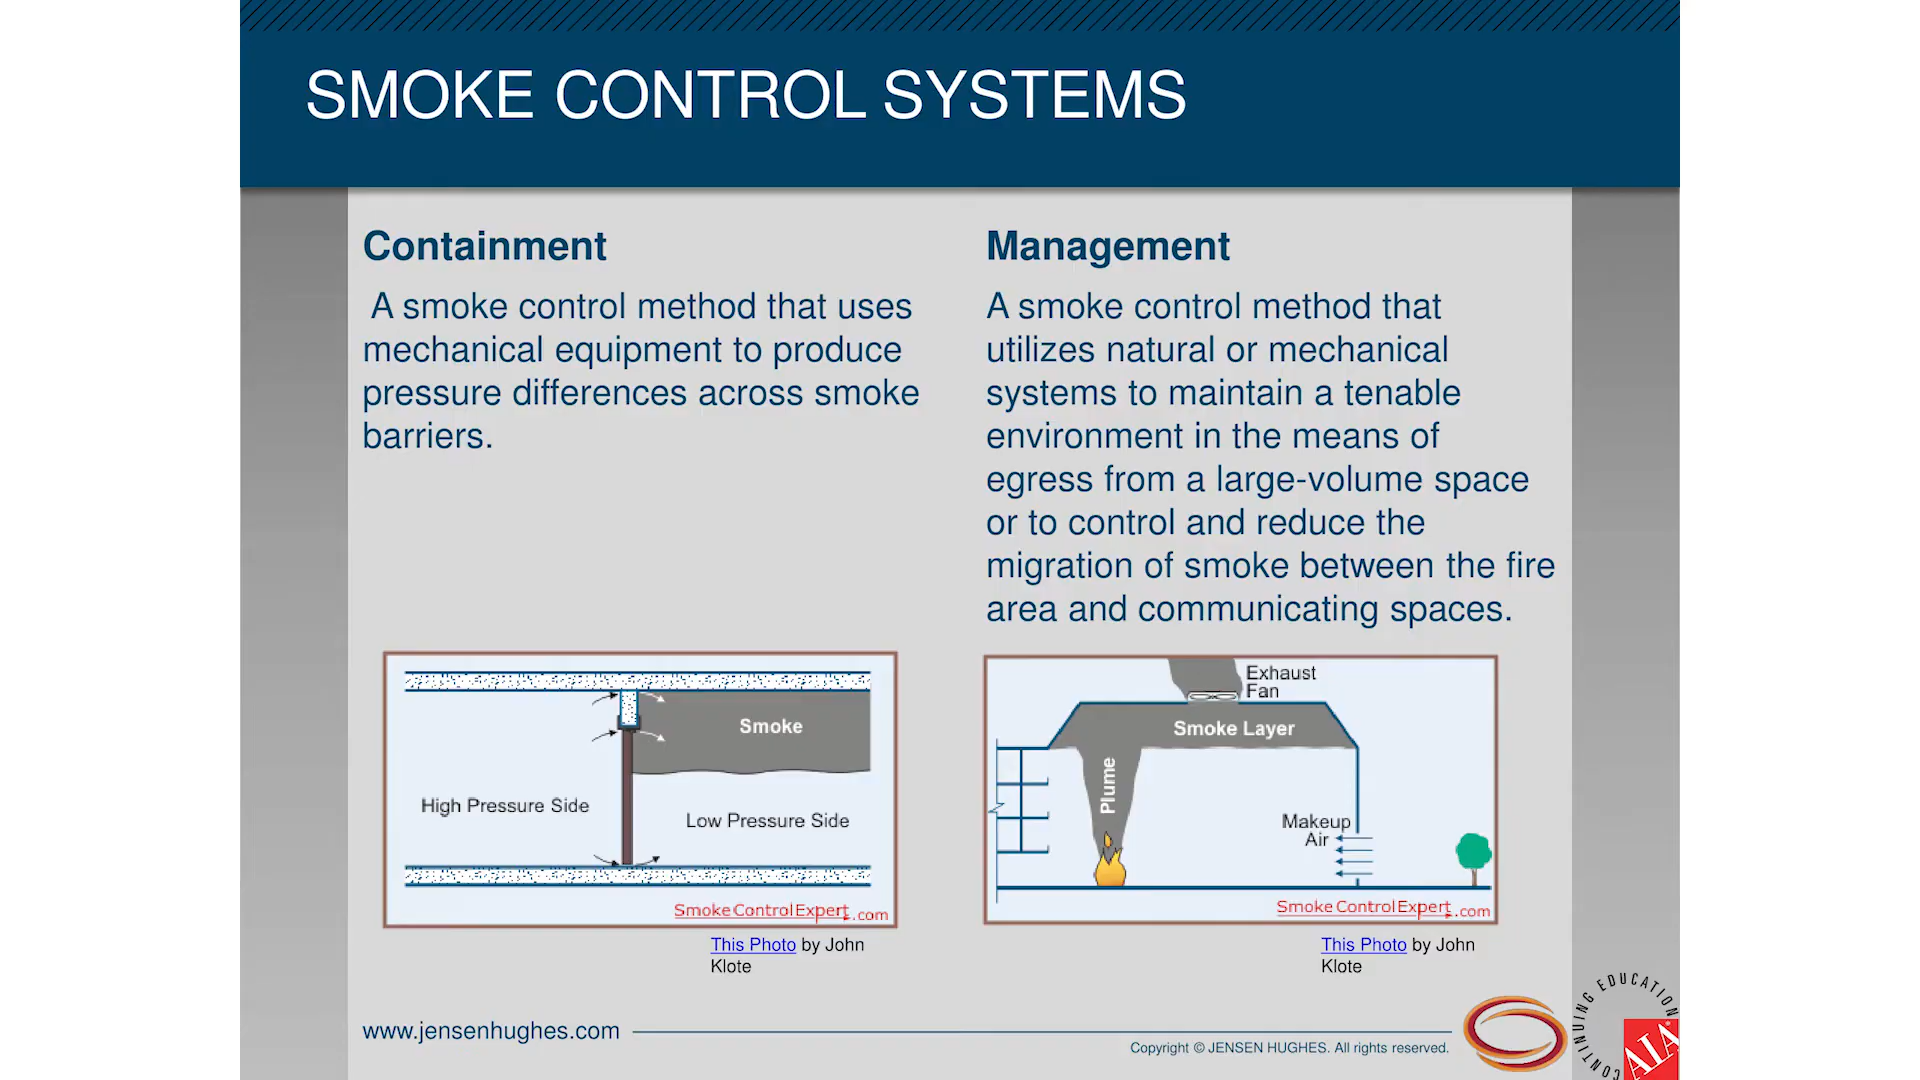 SMOKE CONTROL SYSTEMS
Containment
A smoke control method that uses
mechanical equipment to produce
pressure differences across smoke
barriers.
Management
A smoke control method that
utilizes natural or mechanical
systems to maintain a tenable
environment in the means of
egress from a large-volume space
or to control and reduce the
migration of smoke between the fire
area and communicating spaces.
Smoke
High Pressure Side
Low Pressure Side
SmokeControlExpert.com
This Photo by John
Klote
Exhaust
Fan
Smoke Layer
Plume
Makeup
Air
SmokeControlExpert.com
This Photo by John
Klote
www.jensenhughes.com
Copyright © JENSEN HUGHES. All rights reserved.
CONTINUING EDUCATION
AIA